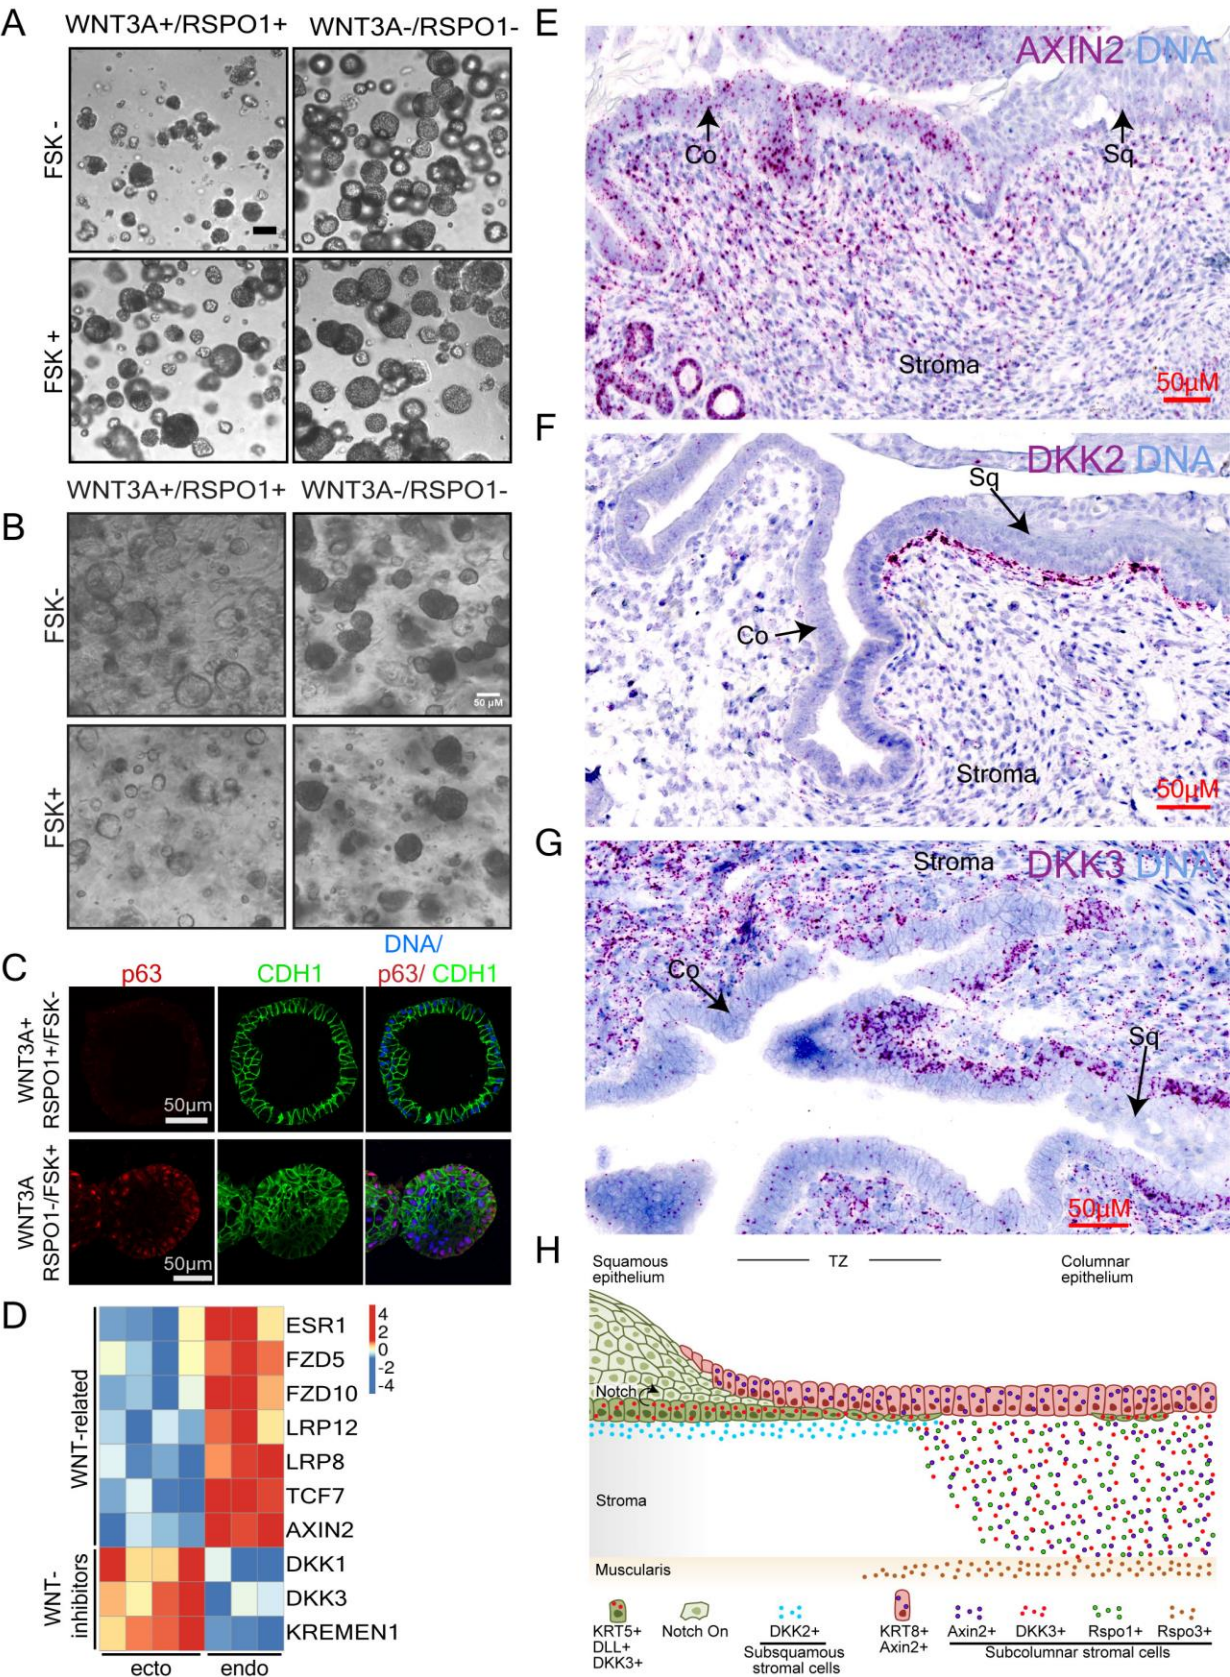 A
WNT3A+/RSPO1+
WNT3A-/RSPO1-
FSK -
FSK +
B
WNT3A+/RSPO1+
WNT3A-/RSPO1-
FSK-
50 µM
FSK+
C
p63
CDH1
DNA/
p63/ CDH1
WNT3A+
RSPO1+/FSK-
50µm
WNT3A
RSPO1-/FSK+
50µm
D
WNT-related
WNT-
inhibitors
ESR1
FZD5
FZD10
LRP12
LRP8
TCF7
AXIN2
DKK1
DKK3
KREMEN1
4
2
0
-2
-4
ecto
endo
E
AXIN2 DNA
Co
Sq
Stroma
50µM
F
DKK2 DNA
Sq
Co
Stroma
50µM
G
Stroma
DKK3 DNA
Co
Sq
50µM
H
Squamous
epithelium
TZ
Columnar
epithelium
Notch
Stroma
Muscularis
KRT5+
DLL+
DKK3+
Notch On
DKK2+
Subsquamous
stromal cells
KRT8+
Axin2+
Axin2+
DKK3+
Rspo1+
Rspo3+
Subcolumnar stromal cells